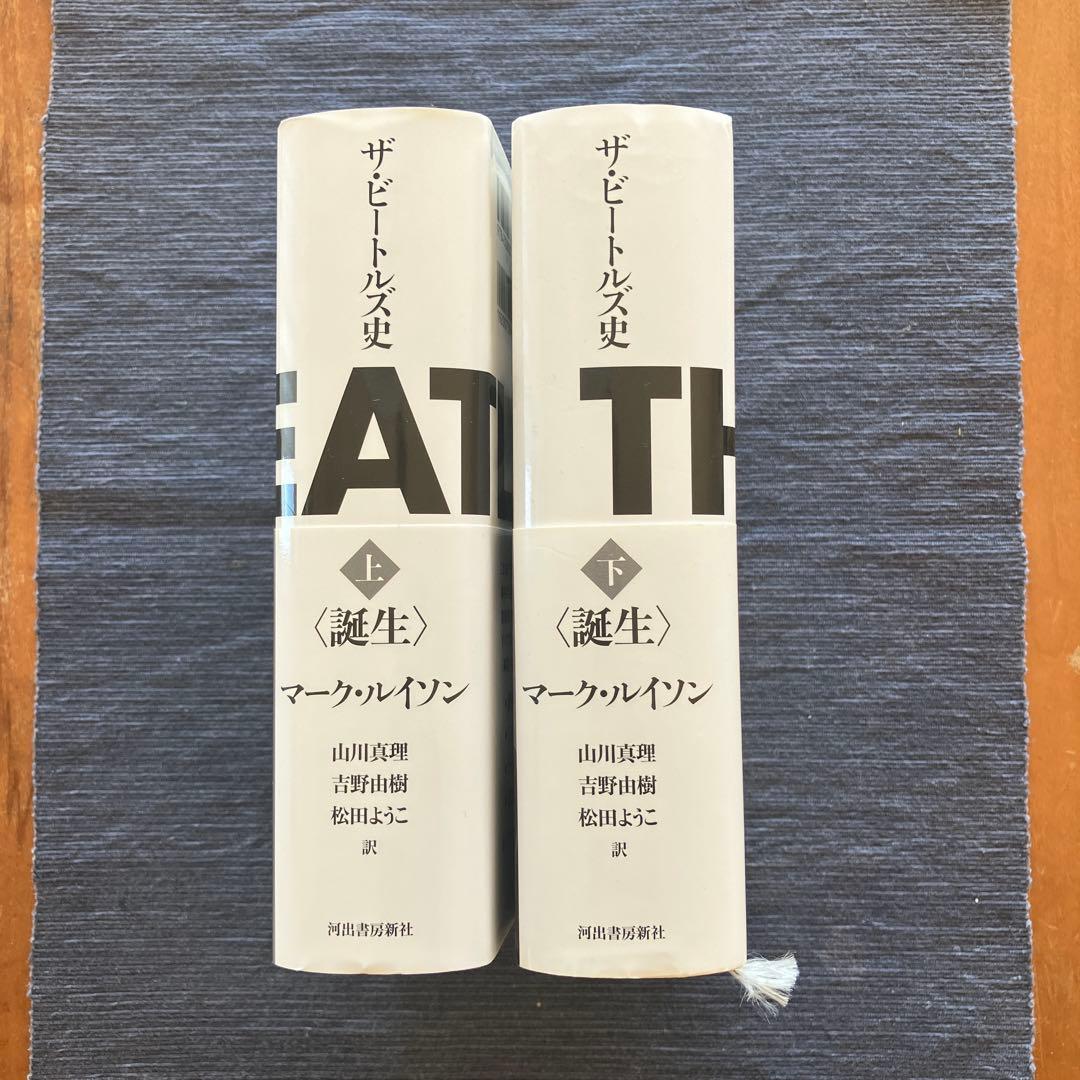 ザ・ビートルズ史
EAT
上
〈誕生〉
マーク・ルイソン
山川真理
吉野由樹
松田ようこ
訳
河出書房新社
ザ・ビートルズ史
TH
下
〈誕生〉
マーク・ルイソン
山川真理
吉野由樹
松田ようこ
訳
河出書房新社